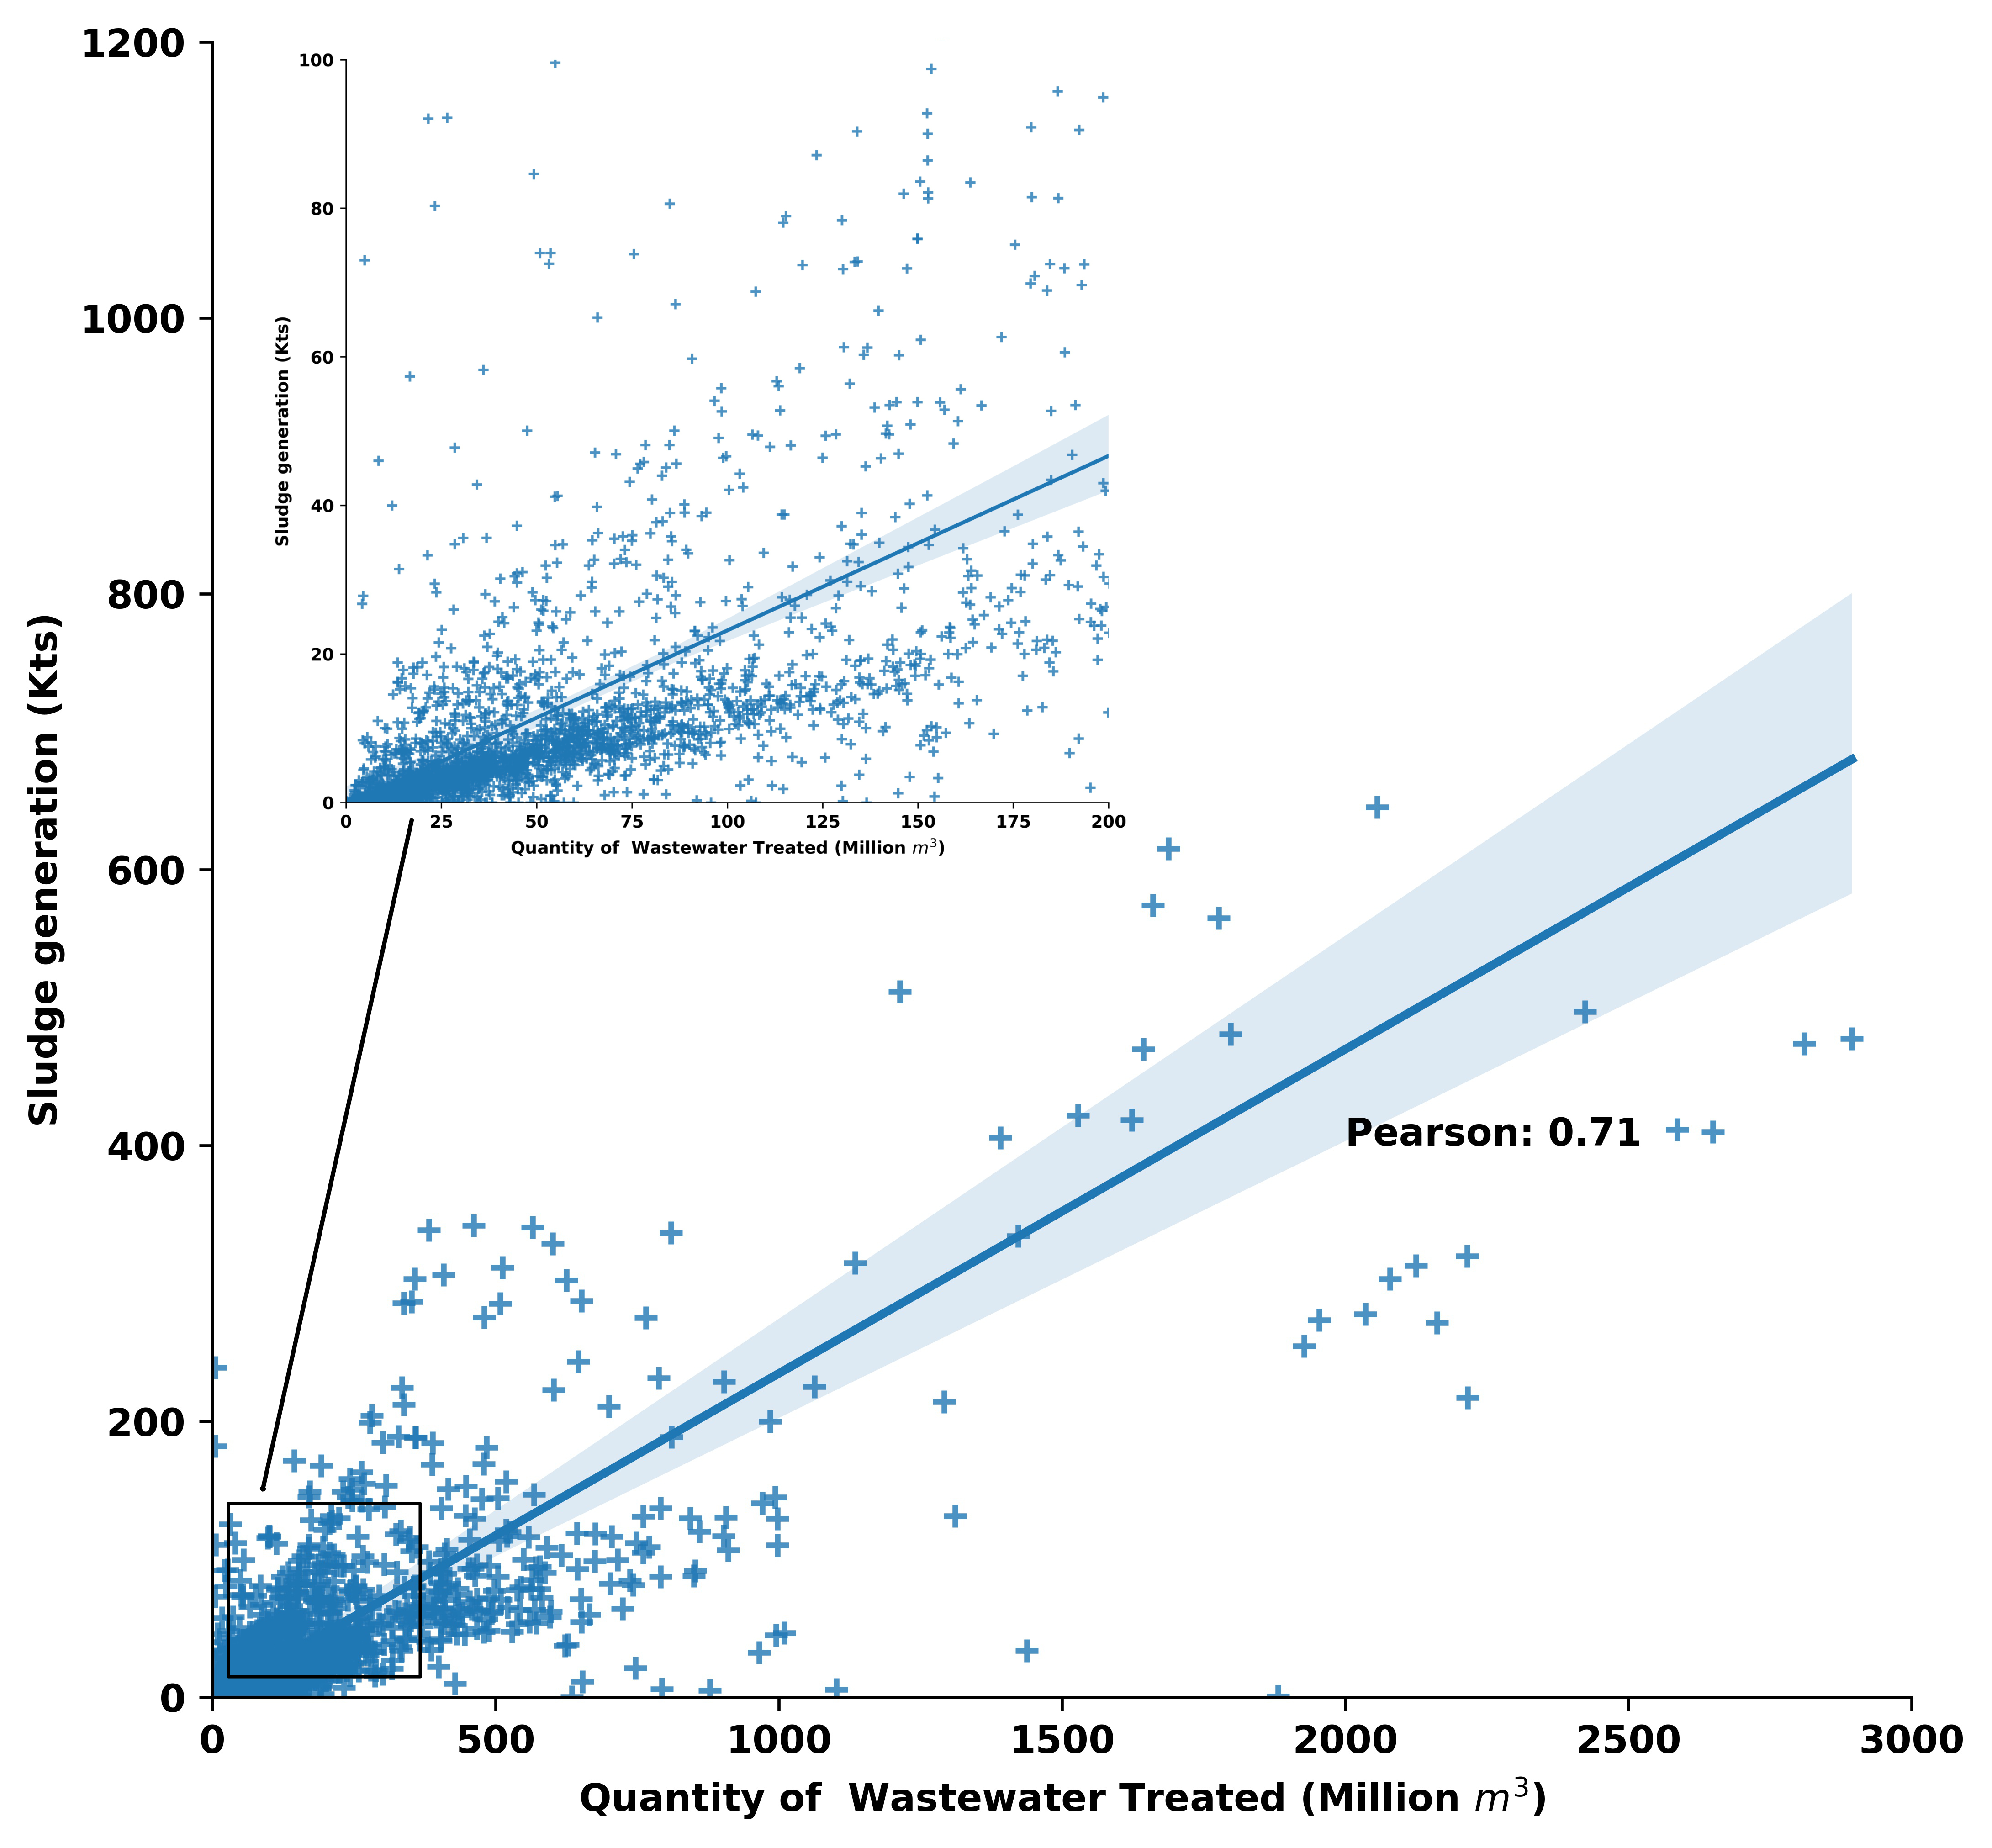 1200
1000
800
600
400
200
0
Sludge generation (Kts)
100
80
60
40
20
0
Sludge generation (Kts)
0 25 50 75 100 125 150 175 200
Quantity of  Wastewater Treated (Million m³)
Pearson: 0.71
0 500 1000 1500 2000 2500 3000
Quantity of  Wastewater Treated (Million m³)